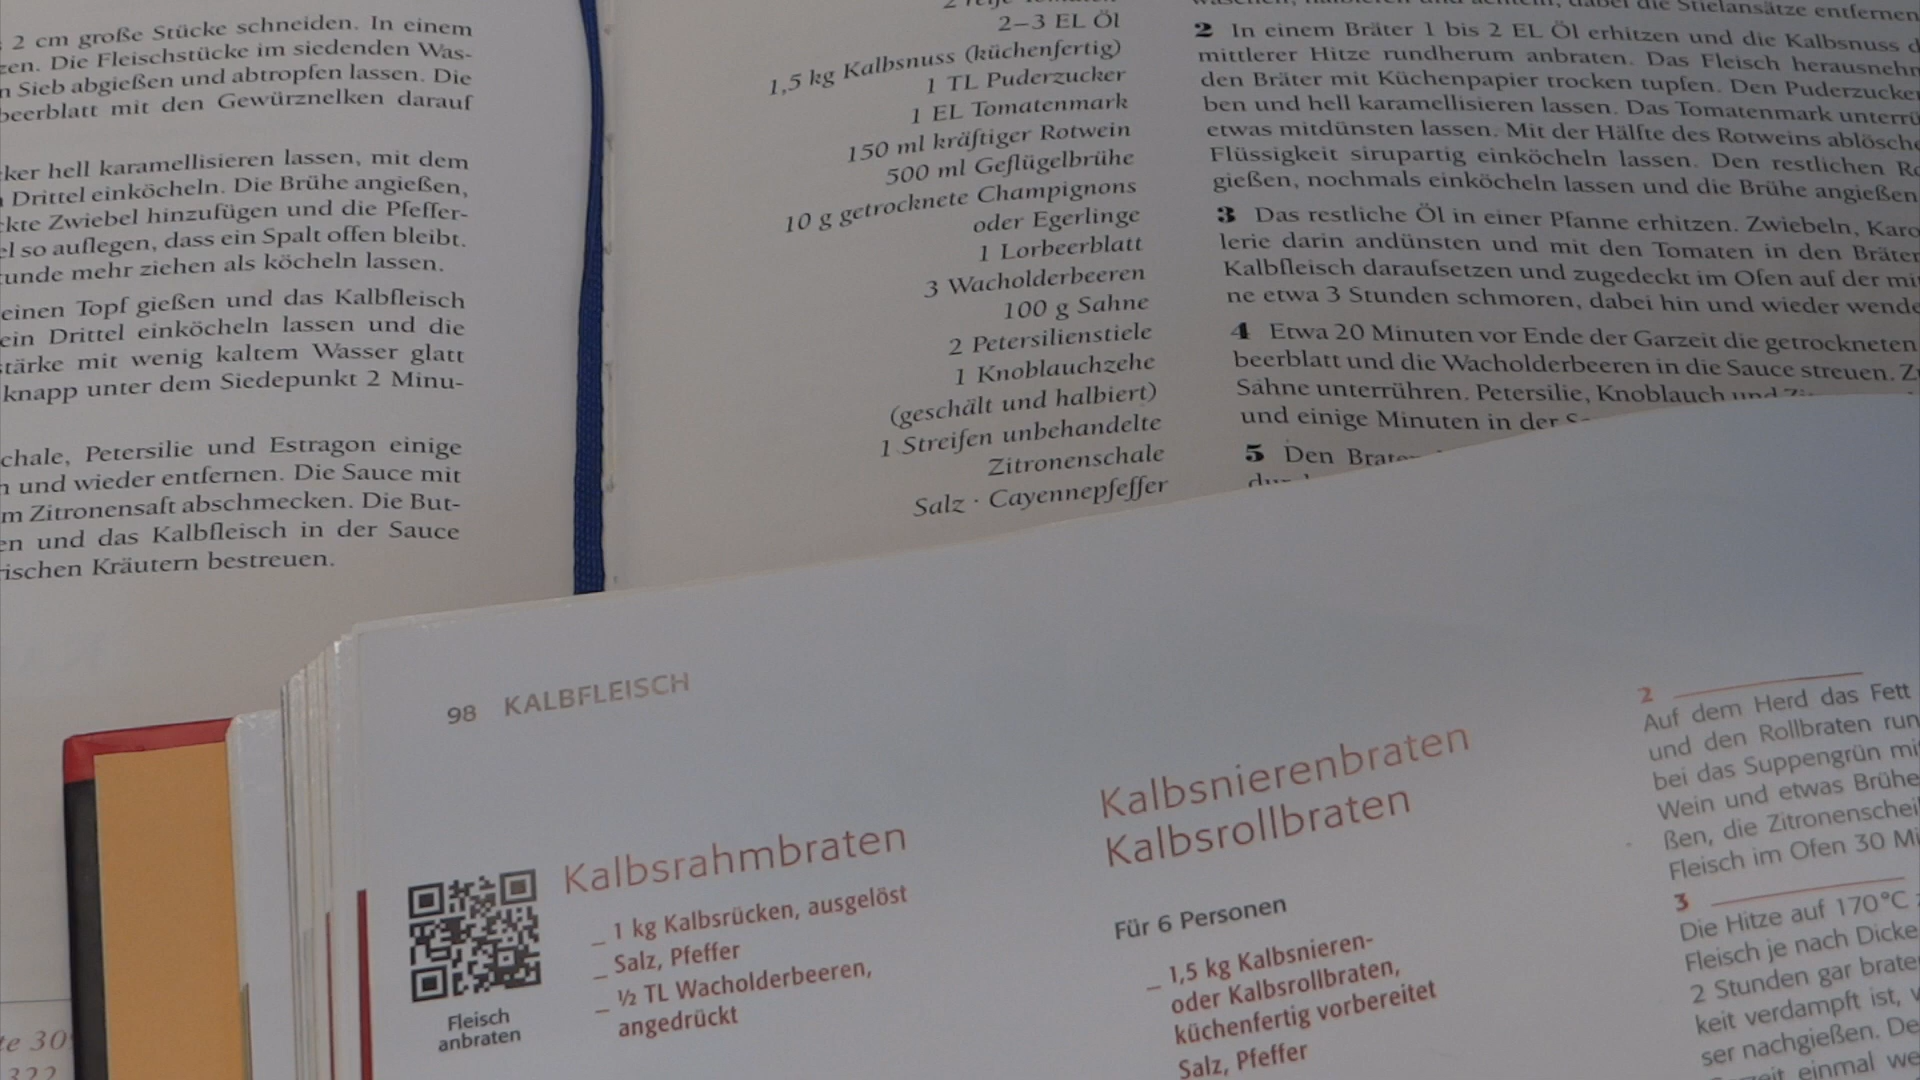 2 cm große Stücke schneiden. In einem
Die Fleischstücke im siedenden Was-
Sieb abgießen und abtropfen lassen. Die
mit den Gewürznelken darauf
hell karamellisieren lassen, mit dem
Drittel einköcheln. Die Brühe angießen,
Zwiebel hinzufügen und die Pfeffer-
so auflegen, dass ein Spalt offen bleibt.
mehr ziehen als köcheln lassen.
einen Topf gießen und das Kalbfleisch
ein Drittel einköcheln lassen und die
mit wenig kaltem Wasser glatt
knapp unter dem Siedepunkt 2 Minu-
Petersilie und Estragon einige
und wieder entfernen. Die Sauce mit
Zitronensaft abschmecken. Die But-
und das Kalbfleisch in der Sauce
Kräutern bestreuen.
2–3 EL Öl
1,5 kg Kalbsnuss (küchenfertig)
1 TL Puderzucker
1 EL Tomatenmark
150 ml kräftiger Rotwein
500 ml Geflügelbrühe
10 g getrocknete Champignons
oder Egerlinge
1 Lorbeerblatt
3 Wacholderbeeren
100 g Sahne
2 Petersilienstiele
1 Knoblauchzehe
(geschält und halbiert)
1 Streifen unbehandelte
Zitronenschale
Salz · Cayennepfeffer
dabei die Stielansätze entfernen
2 In einem Bräter 1 bis 2 EL Öl erhitzen und die Kalbsnuss
mittlerer Hitze rundherum anbraten. Das Fleisch
den Bräter mit Küchenpapier trocken tupfen. Den Puderzucker
ben und hell karamellisieren lassen. Das Tomatenmark
etwas mitdünsten lassen. Mit der Hälfte des Rotweins
Flüssigkeit sirupartig einköcheln lassen. Den restlichen
gießen, nochmals einköcheln lassen und die Brühe angießen
3 Das restliche Öl in einer Pfanne erhitzen. Zwiebeln,
lerie darin andünsten und mit den Tomaten in den Bräter
Kalbfleisch daraufsetzen und zugedeckt im Ofen auf der
ne etwa 3 Stunden schmoren, dabei hin und wieder
4 Etwa 20 Minuten vor Ende der Garzeit die getrockneten
beerblatt und die Wacholderbeeren in die Sauce streuen.
Sahne unterrühren. Petersilie, Knoblauch und
und einige Minuten in der
5 Den
98 KALBFLEISCH
Kalbsrahmbraten
_ 1 kg Kalbsrücken, ausgelöst
_ Salz, Pfeffer
_ ½ TL Wacholderbeeren,
angedrückt
Fleisch
anbraten
Kalbsnierenbraten
Kalbsrollbraten
Für 6 Personen
_ 1,5 kg Kalbsnieren-
oder Kalbsrollbraten,
küchenfertig vorbereitet
Salz, Pfeffer
2
Auf dem Herd das Fett
und den Rollbraten
bei das Suppengrün
Wein und etwas Brühe
ßen, die
Fleisch im Ofen 30
3
Die Hitze auf 170°C
Fleisch je nach Dicke
2 Stunden gar
keit verdampft ist,
ser nachgießen.
einmal
322